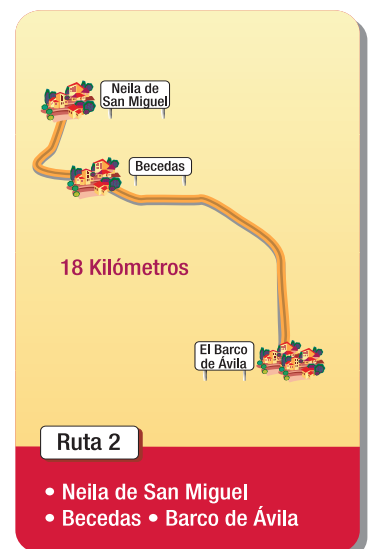 Neila de
San Miguel
Becedas
18 Kilómetros
El Barco
de Ávila
Ruta 2
• Neila de San Miguel
• Becedas • Barco de Ávila